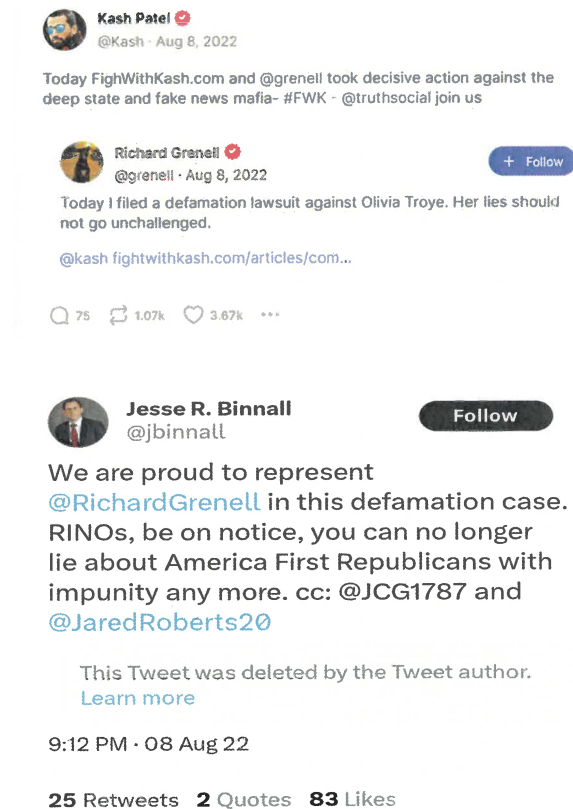 Kash Patel
@Kash · Aug 8, 2022
Today FighWithKash.com and @grenell took decisive action against the
deep state and fake news mafia- #FWK - @truthsocial join us
Richard Grenell
@grenell · Aug 8, 2022
+ Follow
Today I filed a defamation lawsuit against Olivia Troye. Her lies should
not go unchallenged.
@kash fightwithkash.com/articles/com...
75 1.07k 3.67k ...
Jesse R. Binnall
@jbinnall
Follow
We are proud to represent
@RichardGrenell in this defamation case.
RINOs, be on notice, you can no longer
lie about America First Republicans with
impunity any more. cc: @JCG1787 and
@JaredRoberts20
This Tweet was deleted by the Tweet author.
Learn more
9:12 PM · 08 Aug 22
25 Retweets 2 Quotes 83 Likes